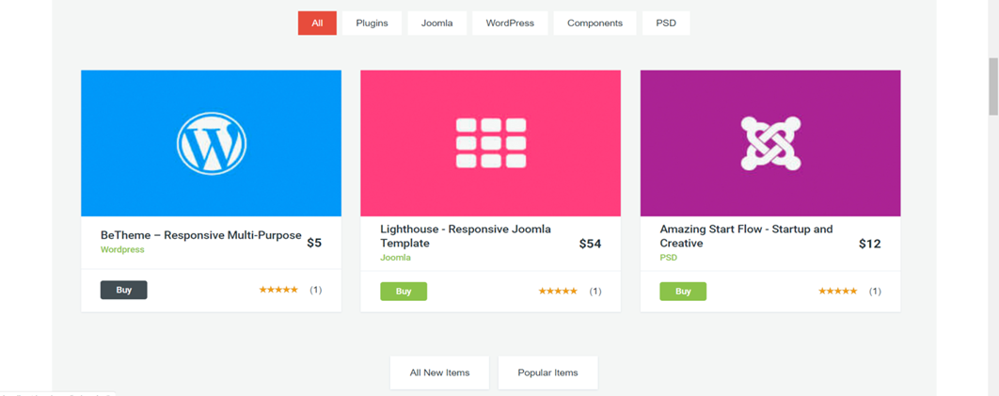 All Plugins Joomla WordPress Components PSD
BeTheme – Responsive Multi-Purpose $5
Wordpress
Buy ★★★★★ (1)
Lighthouse - Responsive Joomla
Template $54
Joomla
Buy ★★★★★ (1)
Amazing Start Flow - Startup and
Creative $12
PSD
Buy ★★★★★ (1)
All New Items Popular Items